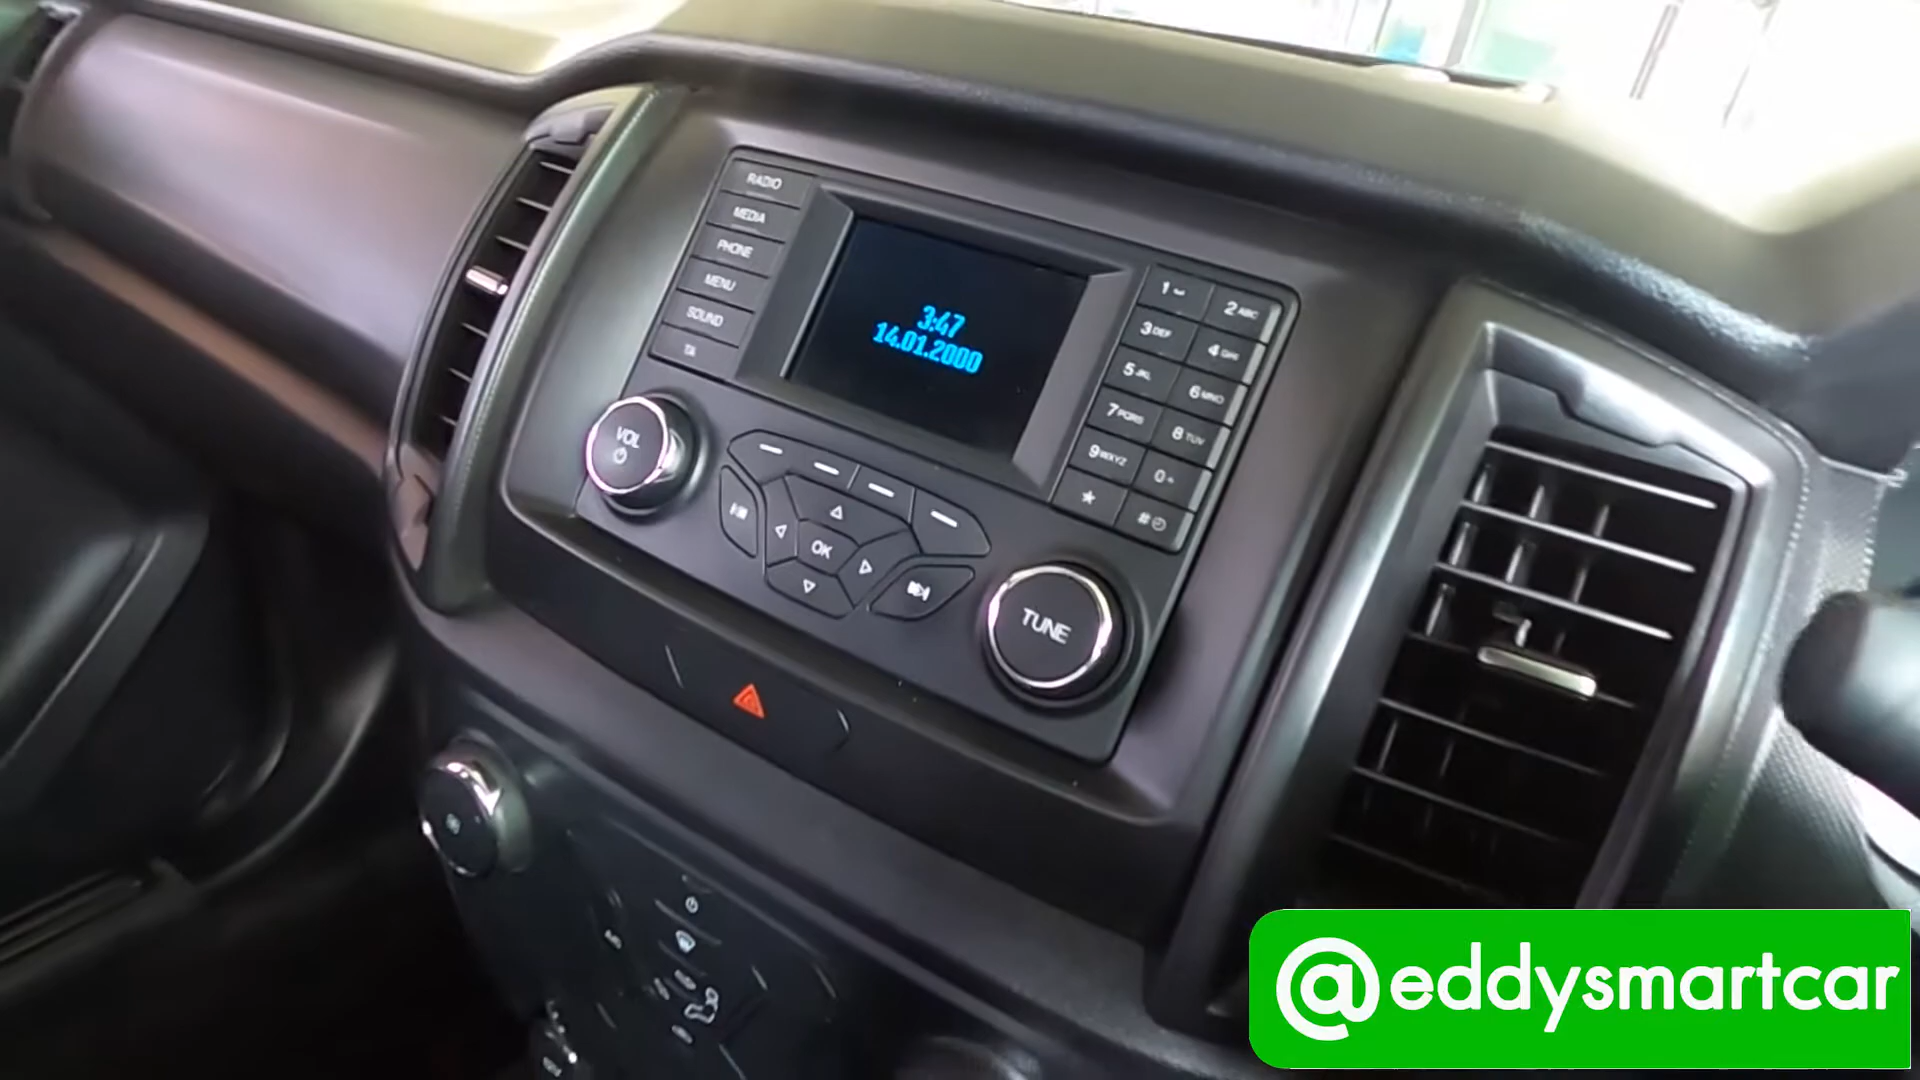 RADIO
MEDIA
PHONE
MENU
SOUND
TA
3:47
14.01.2000
1
2 ABC
3 DEF
4 GHI
5 JKL
6 MNO
7 PQRS
8 TUV
9 WXYZ
0 +
★
#
VOL
OK
TUNE
@eddysmartcar